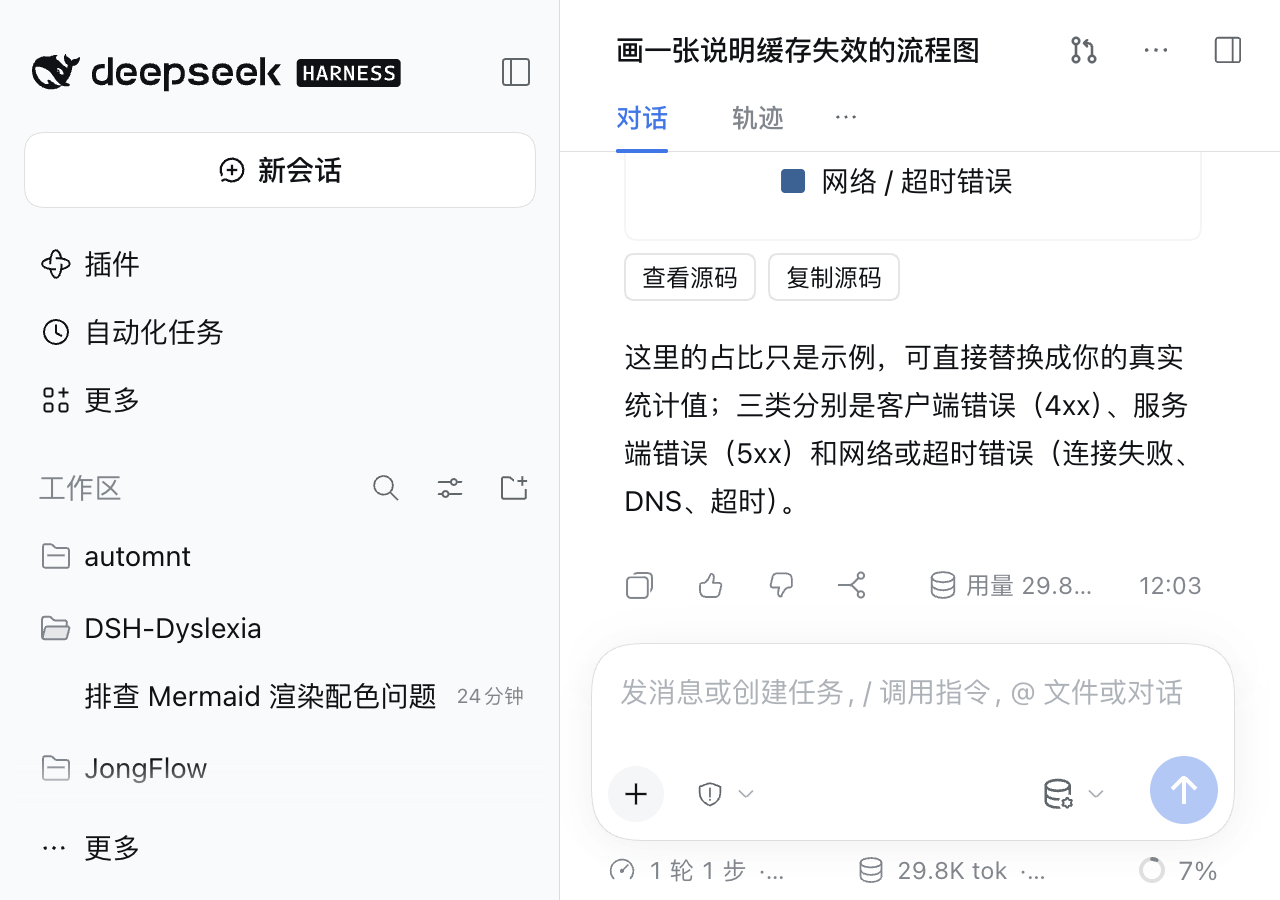 deepseek HARNESS
新会话
插件
自动化任务
更多
工作区
automnt
DSH-Dyslexia
排查 Mermaid 渲染配色问题 24分钟
JongFlow
更多
画一张说明缓存失效的流程图
对话 轨迹
网络 / 超时错误
查看源码 复制源码
这里的占比只是示例，可直接替换成你的真实
统计值；三类分别是客户端错误（4xx）、服务
端错误（5xx）和网络或超时错误（连接失败、
DNS、超时）。
用量 29.8... 12:03
发消息或创建任务, / 调用指令, @ 文件或对话
1 轮 1 步 ·... 29.8K tok ·... 7%